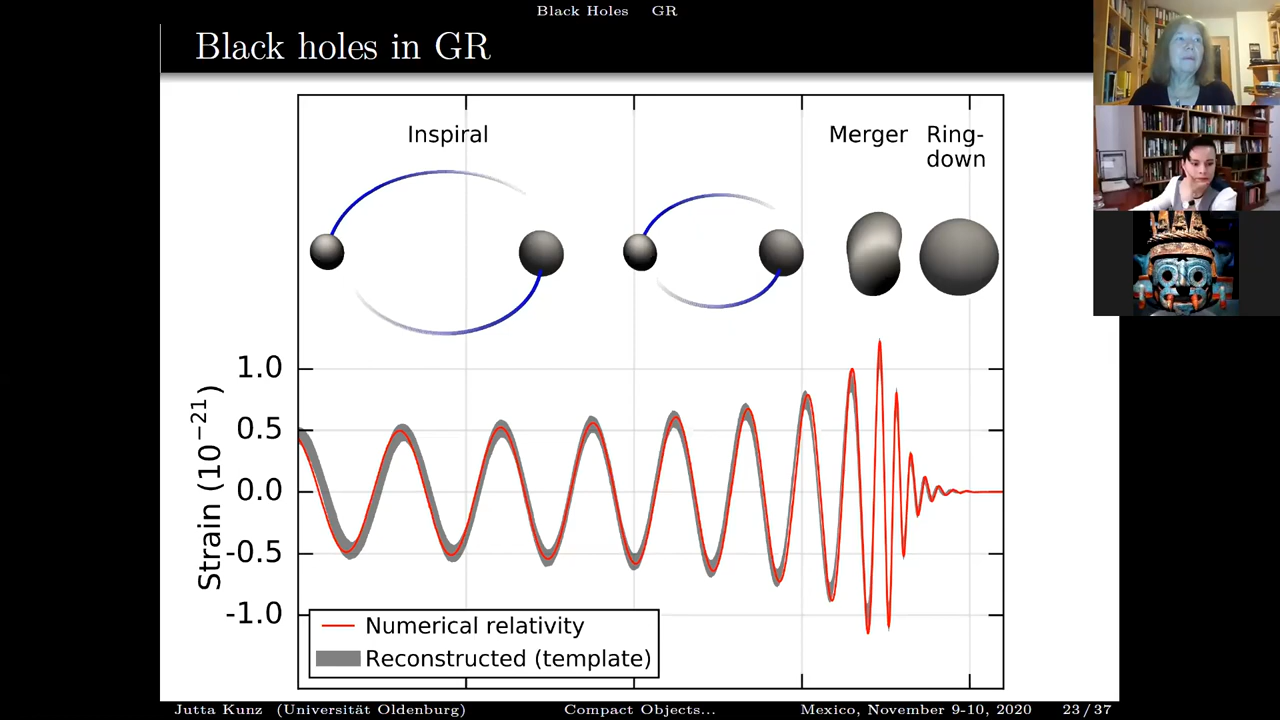 Black Holes GR
Black holes in GR
Inspiral
Merger
Ring-
down
1.0
0.5
0.0
-0.5
-1.0
Strain (10⁻²¹)
Numerical relativity
Reconstructed (template)
Jutta Kunz (Universität Oldenburg) Compact Objects... Mexico, November 9-10, 2020 23 / 37